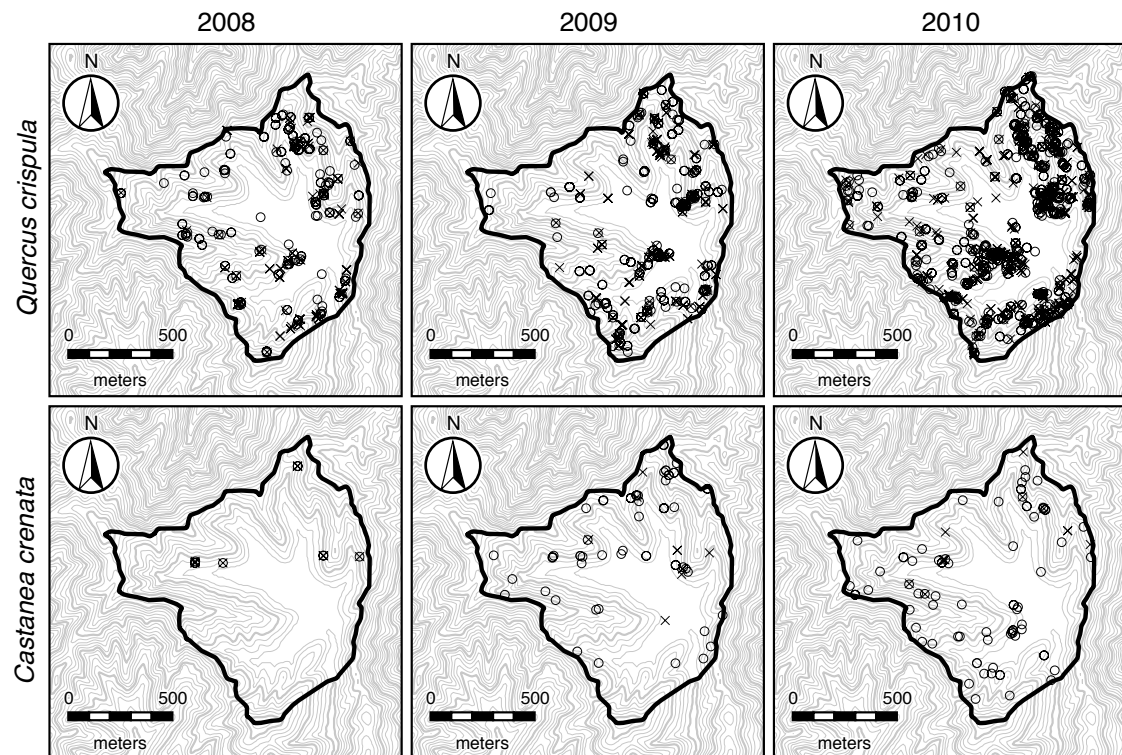 2008 2009 2010
Quercus crispula
N N N
0 500 0 500 0 500
meters meters meters
Castanea crenata
N N N
0 500 0 500 0 500
meters meters meters